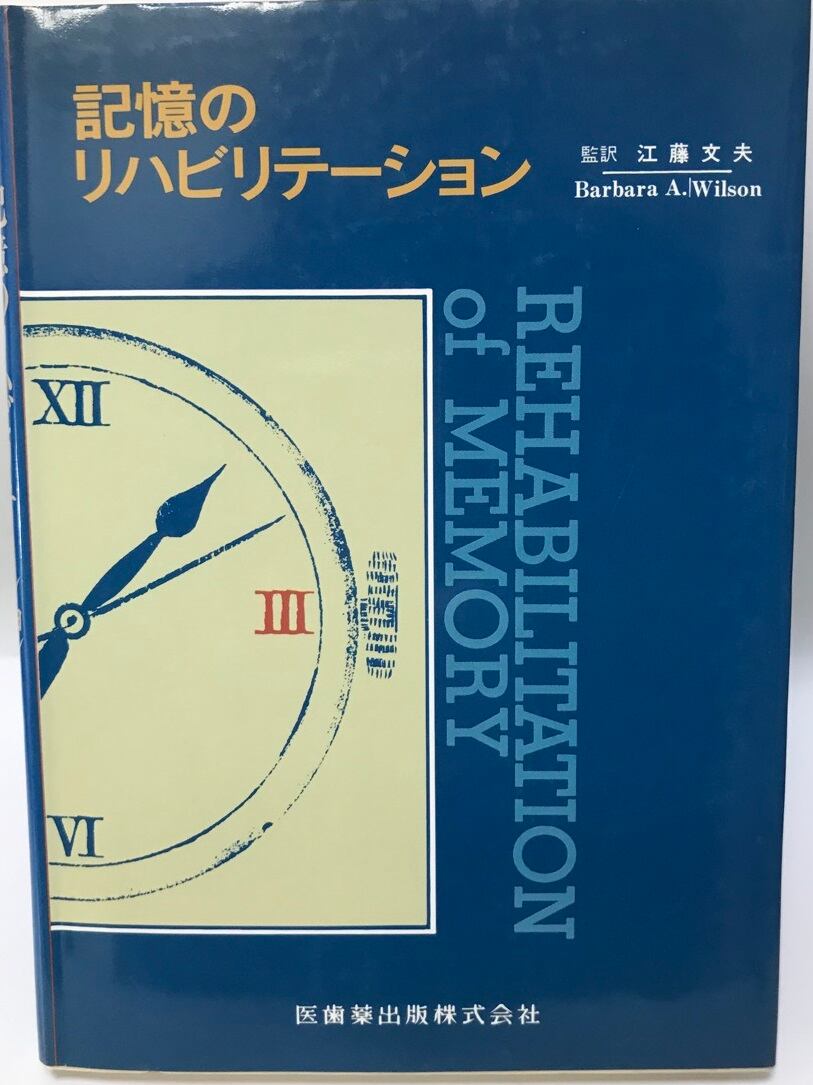 記憶の
リハビリテーション
監訳 江藤文夫
Barbara A. Wilson
REHABILITATION
of MEMORY
XII
III
VI
医歯薬出版株式会社